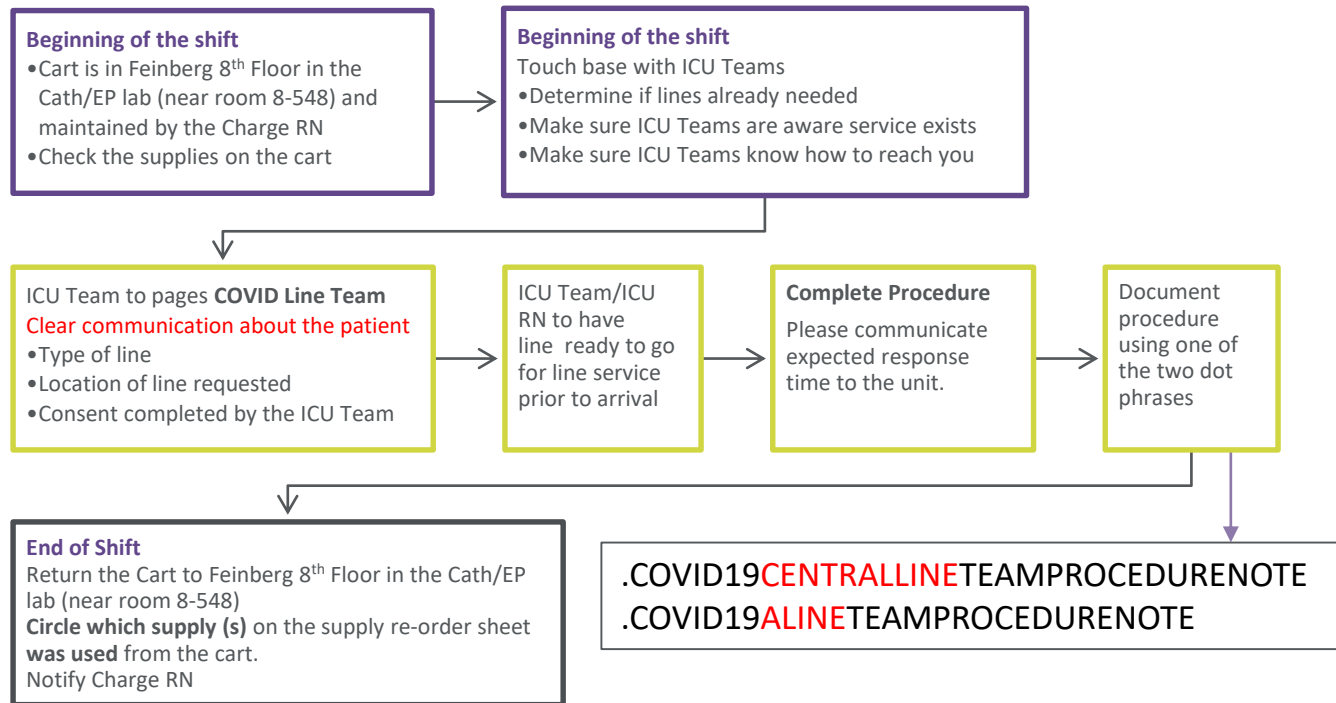 Beginning of the shift
•Cart is in Feinberg 8th Floor in the
Cath/EP lab (near room 8-548) and
maintained by the Charge RN
•Check the supplies on the cart
Beginning of the shift
Touch base with ICU Teams
•Determine if lines already needed
•Make sure ICU Teams are aware service exists
•Make sure ICU Teams know how to reach you
ICU Team to pages COVID Line Team
Clear communication about the patient
•Type of line
•Location of line requested
•Consent completed by the ICU Team
ICU Team/ICU
RN to have
line ready to go
for line service
prior to arrival
Complete Procedure
Please communicate
expected response
time to the unit.
Document
procedure
using one of
the two dot
phrases
End of Shift
Return the Cart to Feinberg 8th Floor in the Cath/EP
lab (near room 8-548)
Circle which supply (s) on the supply re-order sheet
was used from the cart.
Notify Charge RN
.COVID19CENTRALLINETEAMPROCEDURENOTE
.COVID19ALINETEAMPROCEDURENOTE